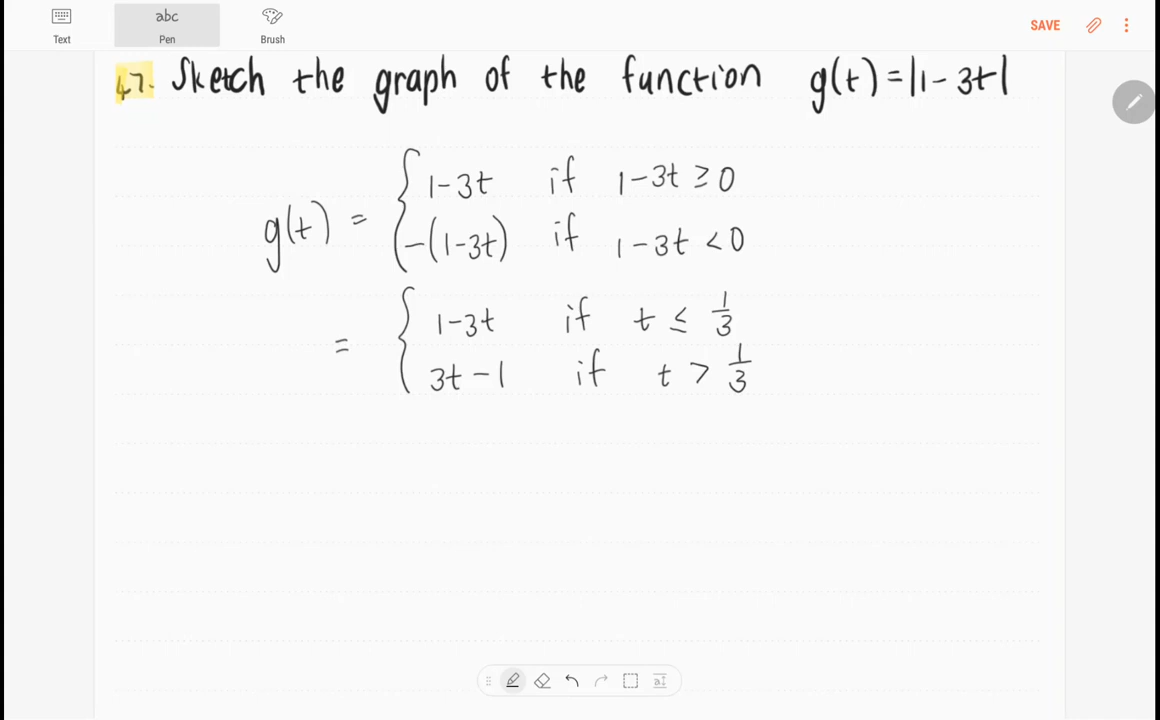 abc
SAVE
Text Pen Brush
47. Sketch the graph of the function g(t)=|1-3t|
g(t) = { 1-3t if 1-3t ≥ 0
-(1-3t) if 1-3t < 0
= { 1-3t if t ≤ 1/3
3t-1 if t > 1/3